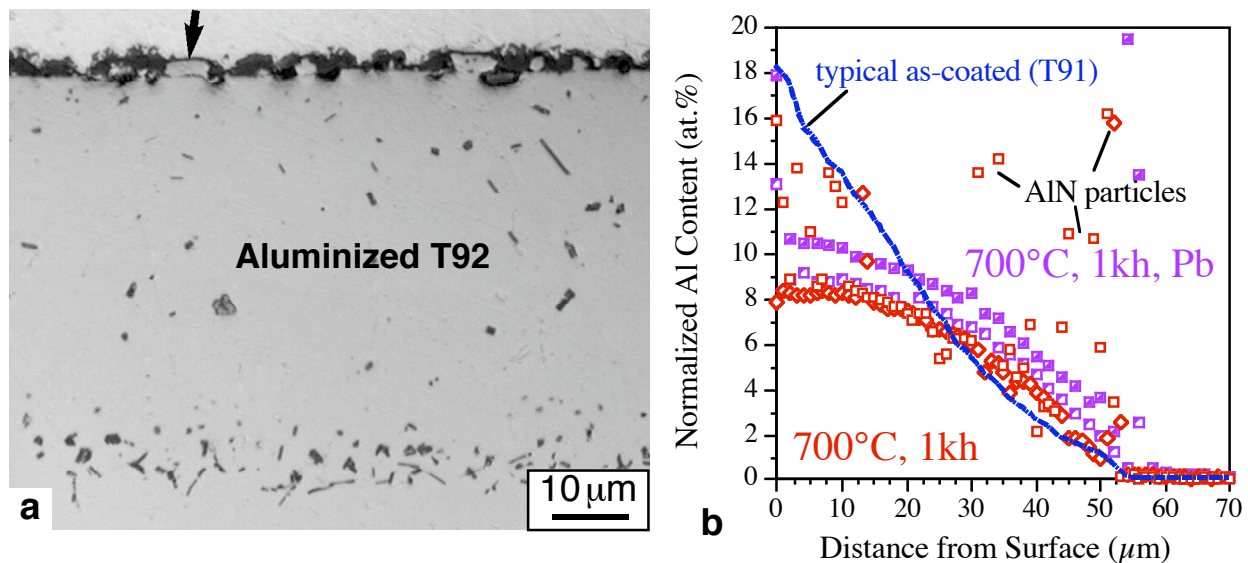 Aluminized T92
10 µm
a
Normalized Al Content (at.%)
20
18
16
14
12
10
8
6
4
2
0
typical as-coated (T91)
AlN particles
700°C, 1kh, Pb
700°C, 1kh
0 10 20 30 40 50 60 70
Distance from Surface (µm)
b